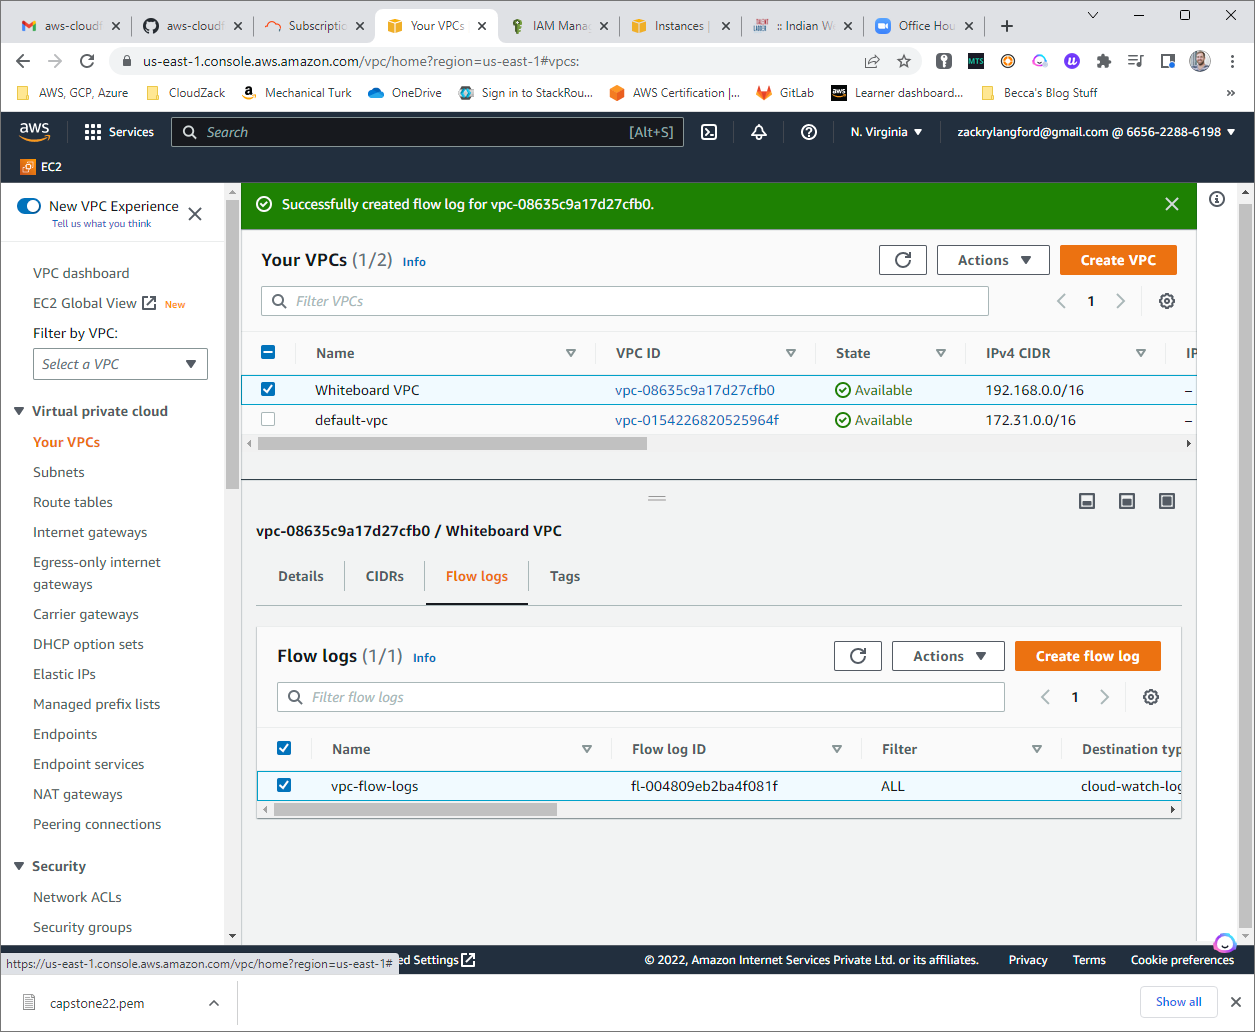 aws-cloudf
aws-cloudf
Subscriptio
Your VPCs
IAM Mana
Instances |
:: Indian W
Office Hou
us-east-1.console.aws.amazon.com/vpc/home?region=us-east-1#vpcs:
AWS, GCP, Azure
CloudZack
Mechanical Turk
OneDrive
Sign in to StackRou...
AWS Certification |...
GitLab
Learner dashboard...
Becca's Blog Stuff
»
aws
Services
Search
[Alt+S]
N. Virginia
zackrylangford@gmail.com @ 6656-2288-6198
EC2
New VPC Experience
Tell us what you think
VPC dashboard
EC2 Global View
New
Filter by VPC:
Select a VPC
Virtual private cloud
Your VPCs
Subnets
Route tables
Internet gateways
Egress-only internet
gateways
Carrier gateways
DHCP option sets
Elastic IPs
Managed prefix lists
Endpoints
Endpoint services
NAT gateways
Peering connections
Security
Network ACLs
Security groups
Successfully created flow log for vpc-08635c9a17d27cfb0.
Your VPCs (1/2) Info
Actions
Create VPC
Filter VPCs
1
Name
VPC ID
State
IPv4 CIDR
IP
Whiteboard VPC
vpc-08635c9a17d27cfb0
Available
192.168.0.0/16
–
default-vpc
vpc-0154226820525964f
Available
172.31.0.0/16
–
vpc-08635c9a17d27cfb0 / Whiteboard VPC
Details
CIDRs
Flow logs
Tags
Flow logs (1/1) Info
Actions
Create flow log
Filter flow logs
1
Name
Flow log ID
Filter
Destination typ
vpc-flow-logs
fl-004809eb2ba4f081f
ALL
cloud-watch-log
https://us-east-1.console.aws.amazon.com/vpc/home?region=us-east-1#
ed Settings
© 2022, Amazon Internet Services Private Ltd. or its affiliates.
Privacy
Terms
Cookie preferences
capstone22.pem
Show all